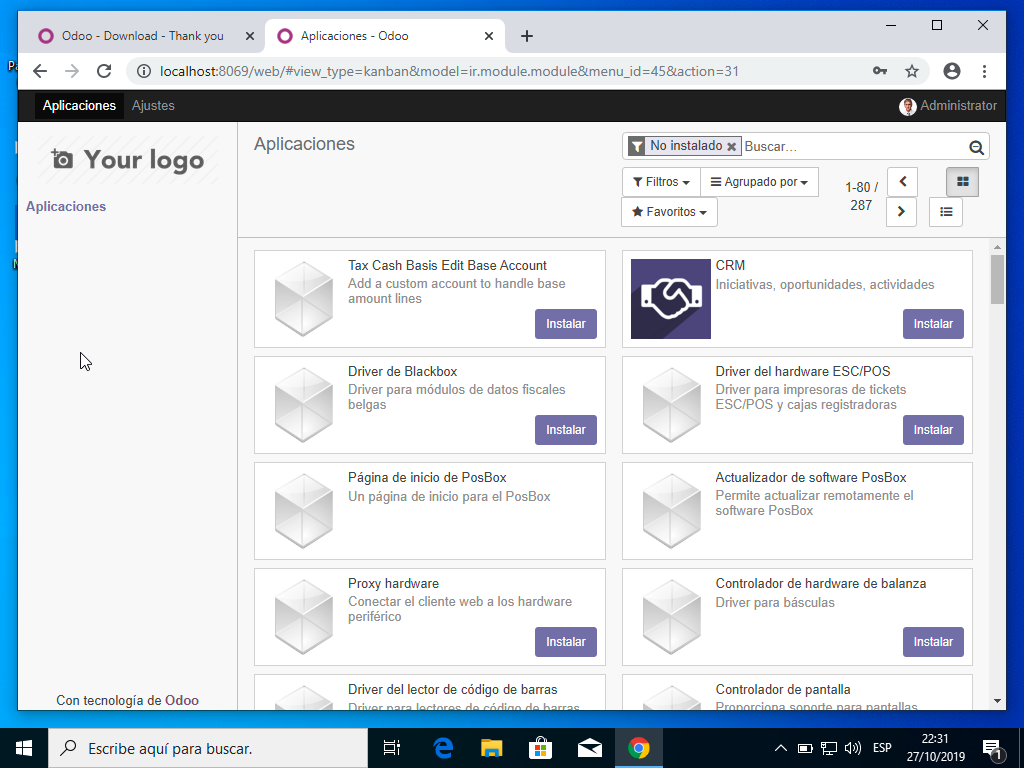 Odoo - Download - Thank you
Aplicaciones - Odoo
localhost:8069/web/#view_type=kanban&model=ir.module.module&menu_id=45&action=31
Aplicaciones
Ajustes
Administrator
Your logo
Aplicaciones
Aplicaciones
No instalado
Buscar...
Filtros
Agrupado por
Favoritos
1-80 /
287
Tax Cash Basis Edit Base Account
Add a custom account to handle base
amount lines
Instalar
CRM
Iniciativas, oportunidades, actividades
Instalar
Driver de Blackbox
Driver para módulos de datos fiscales
belgas
Instalar
Driver del hardware ESC/POS
Driver para impresoras de tickets
ESC/POS y cajas registradoras
Instalar
Página de inicio de PosBox
Un página de inicio para el PosBox
Actualizador de software PosBox
Permite actualizar remotamente el
software PosBox
Proxy hardware
Conectar el cliente web a los hardware
periférico
Instalar
Controlador de hardware de balanza
Driver para básculas
Instalar
Driver del lector de código de barras
Driver para lectores de código de barras
Controlador de pantalla
Proporciona soporte para pantallas
Con tecnología de Odoo
Escribe aquí para buscar.
ESP
22:31
27/10/2019
1